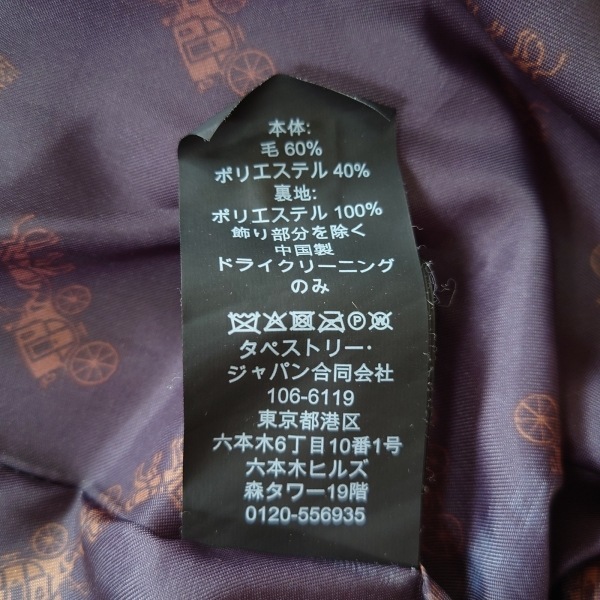 本体:
毛 60%
ポリエステル 40%
裏地:
ポリエステル 100%
飾り部分を除く
中国製
ドライクリーニング
のみ
タペストリー・
ジャパン合同会社
106-6119
東京都港区
六本木6丁目10番1号
六本木ヒルズ
森タワー19階
0120-556935